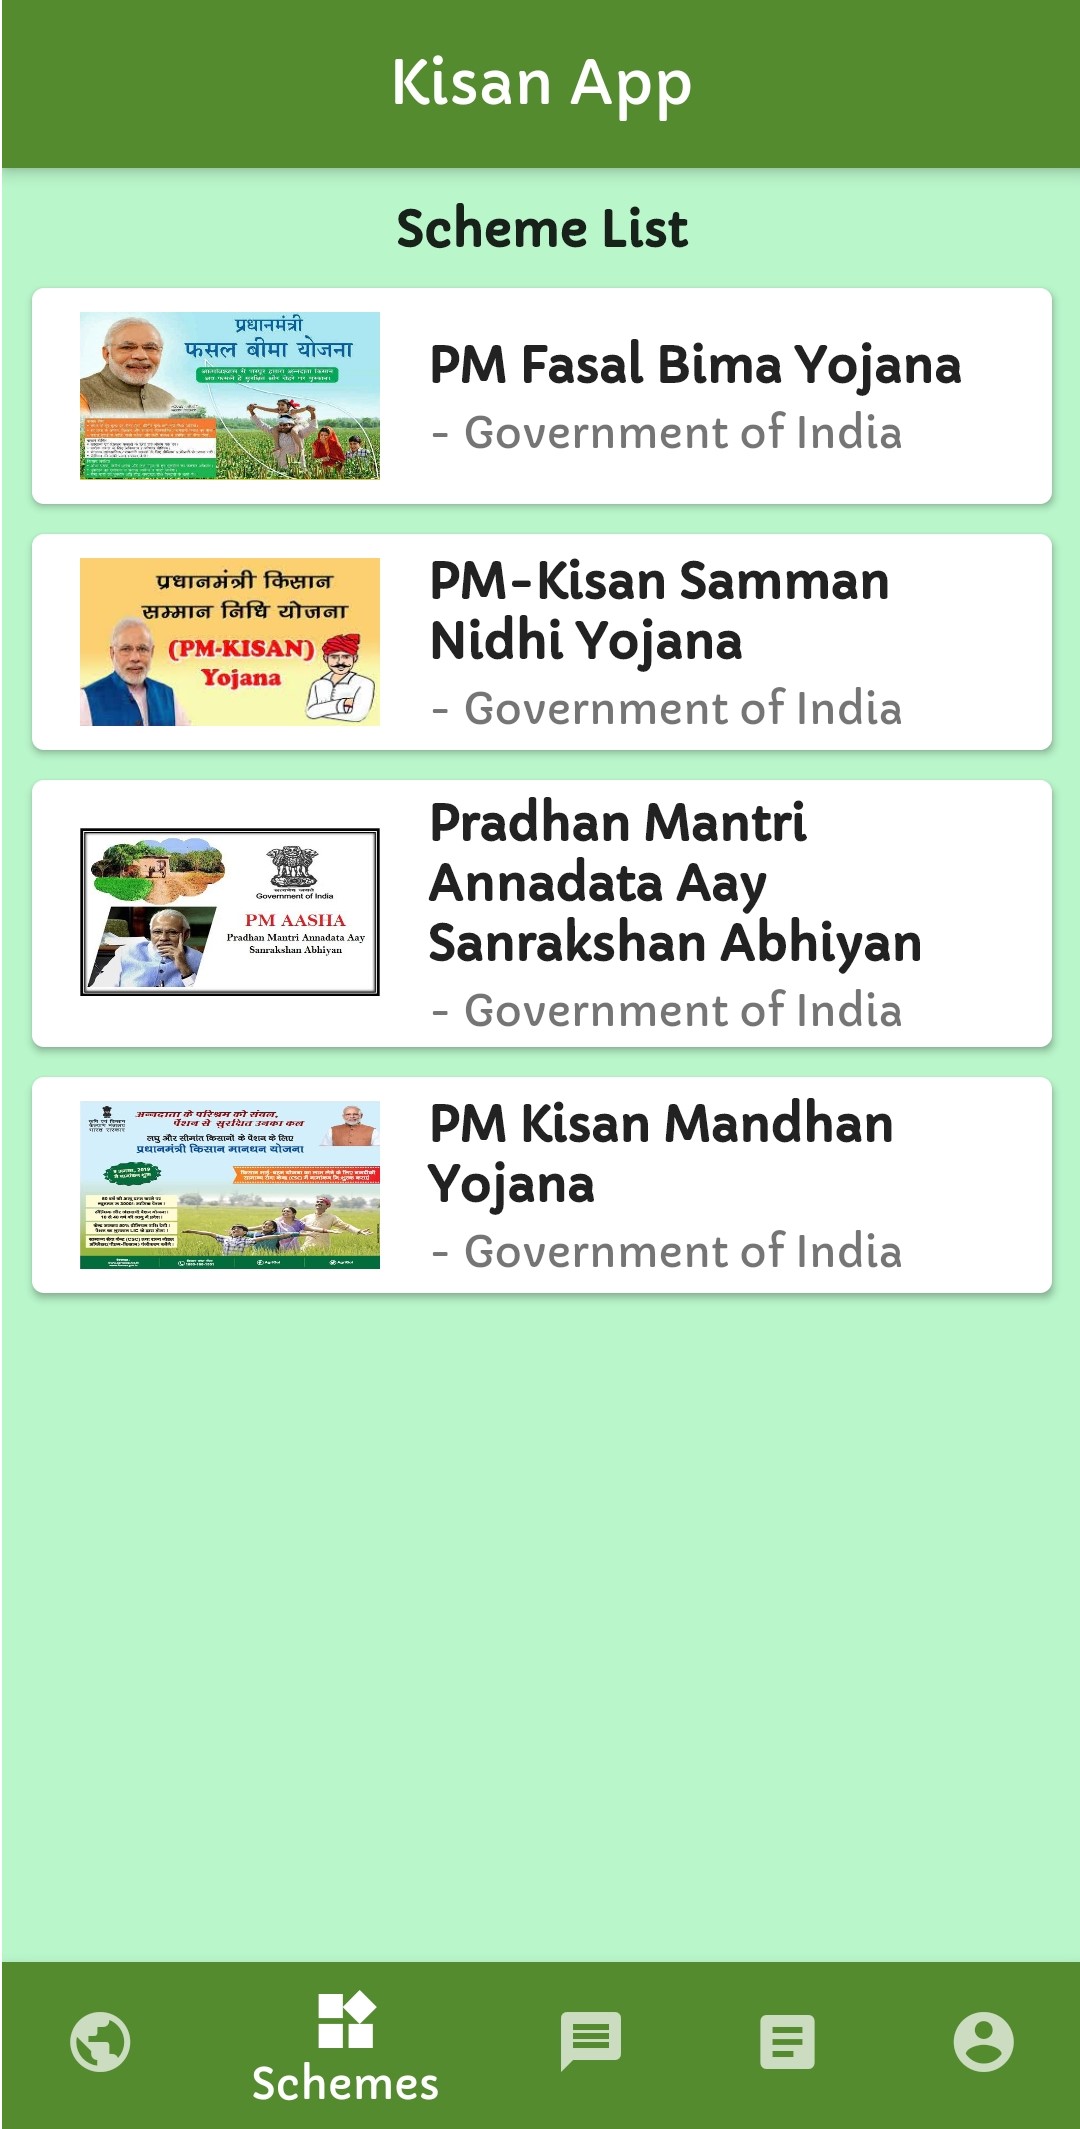 Kisan App
Scheme List
प्रधानमंत्री
फसल बीमा योजना
PM Fasal Bima Yojana
- Government of India
प्रधानमंत्री किसान
सम्मान निधि योजना
(PM-KISAN)
Yojana
PM-Kisan Samman
Nidhi Yojana
- Government of India
Government of India
PM AASHA
Pradhan Mantri Annadata Aay
Sanrakshan Abhiyan
Pradhan Mantri
Annadata Aay
Sanrakshan Abhiyan
- Government of India
अन्नदाता के परिश्रम को संबल,
पेंशन से सुरक्षित उनका कल
लघु और सीमांत किसानों के पेंशन के लिए
प्रधानमंत्री किसान मानधन योजना
PM Kisan Mandhan
Yojana
- Government of India
Schemes